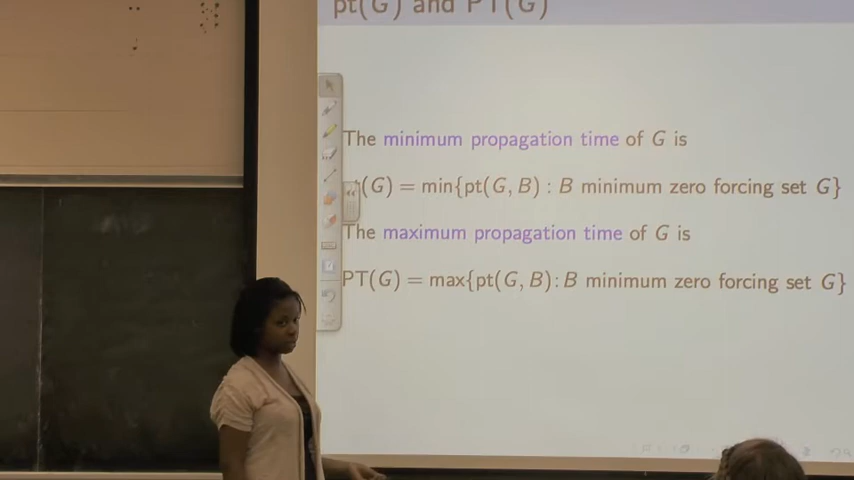 pt(G) and PT(G)
The minimum propagation time of G is
t(G) = min{pt(G, B) : B minimum zero forcing set G}
The maximum propagation time of G is
PT(G) = max{pt(G, B): B minimum zero forcing set G}